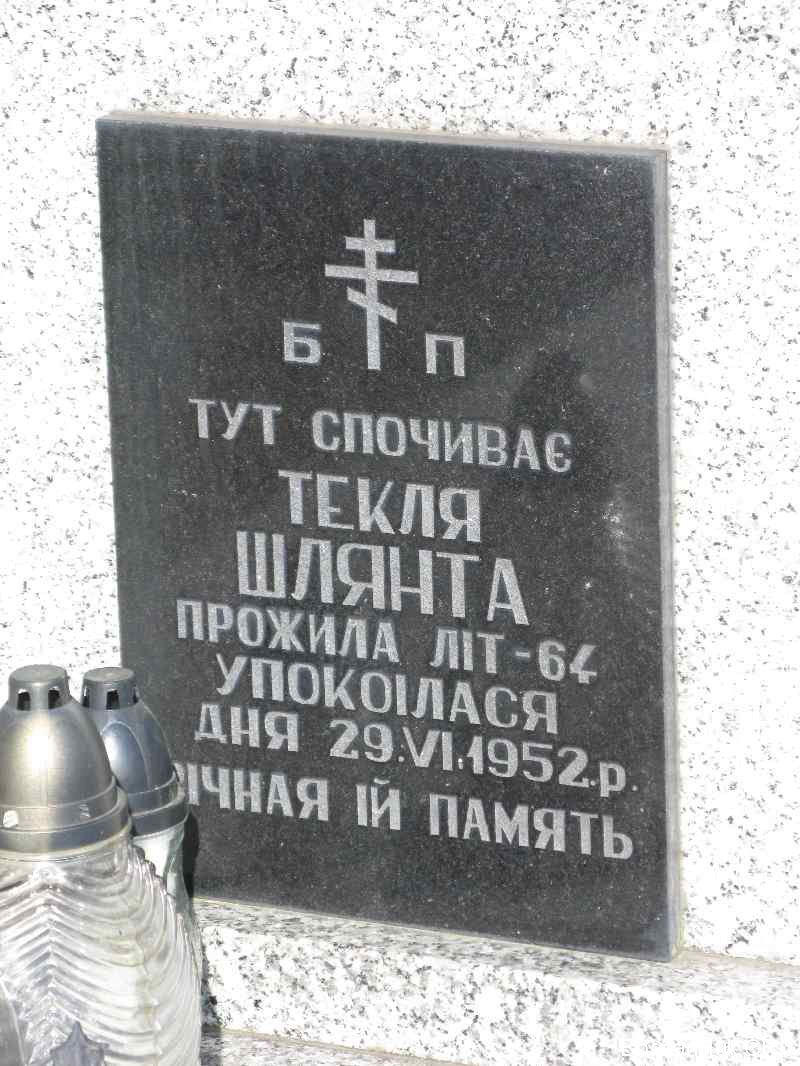 Б П
ТУТ СПОЧИВАЄ
ТЕКЛЯ
ШЛЯНТА
ПРОЖИЛА ЛІТ-64
УПОКОІЛАСЯ
ДНЯ 29.VI.1952.р.
ВІЧНАЯ ІЙ ПАМЯТЬ